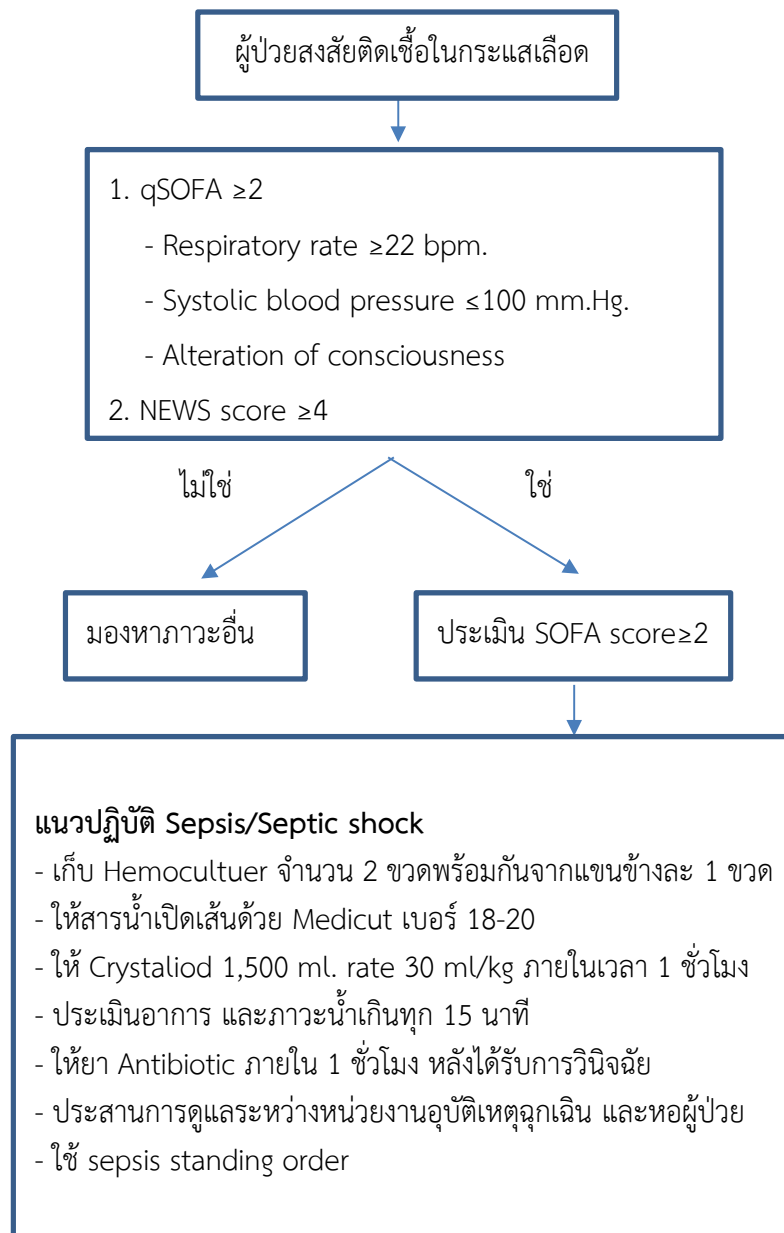 ผู้ป่วยสงสัยติดเชื้อในกระแสเลือด
1. qSOFA ≥2
- Respiratory rate ≥22 bpm.
- Systolic blood pressure ≤100 mm.Hg.
- Alteration of consciousness
2. NEWS score ≥4
ไม่ใช่
ใช่
มองหาภาวะอื่น
ประเมิน SOFA score≥2
แนวปฏิบัติ Sepsis/Septic shock
- เก็บ Hemocultuer จำนวน 2 ขวดพร้อมกันจากแขนข้างละ 1 ขวด
- ให้สารน้ำเปิดเส้นด้วย Medicut เบอร์ 18-20
- ให้ Crystaliod 1,500 ml. rate 30 ml/kg ภายในเวลา 1 ชั่วโมง
- ประเมินอาการ และภาวะน้ำเกินทุก 15 นาที
- ให้ยา Antibiotic ภายใน 1 ชั่วโมง หลังได้รับการวินิจฉัย
- ประสานการดูแลระหว่างหน่วยงานอุบัติเหตุฉุกเฉิน และหอผู้ป่วย
- ใช้ sepsis standing order